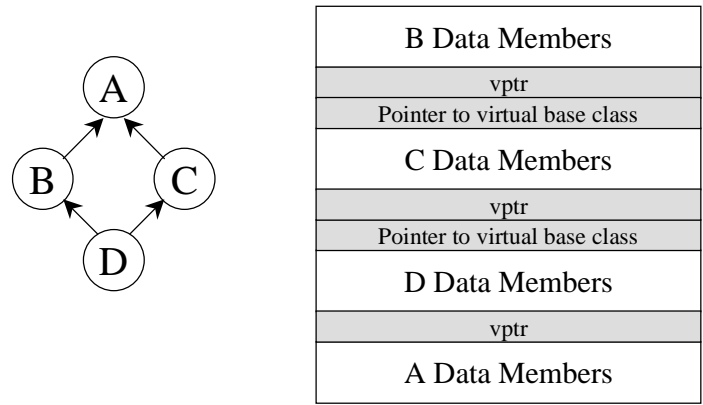 A
B
C
D
B Data Members
vptr
Pointer to virtual base class
C Data Members
vptr
Pointer to virtual base class
D Data Members
vptr
A Data Members